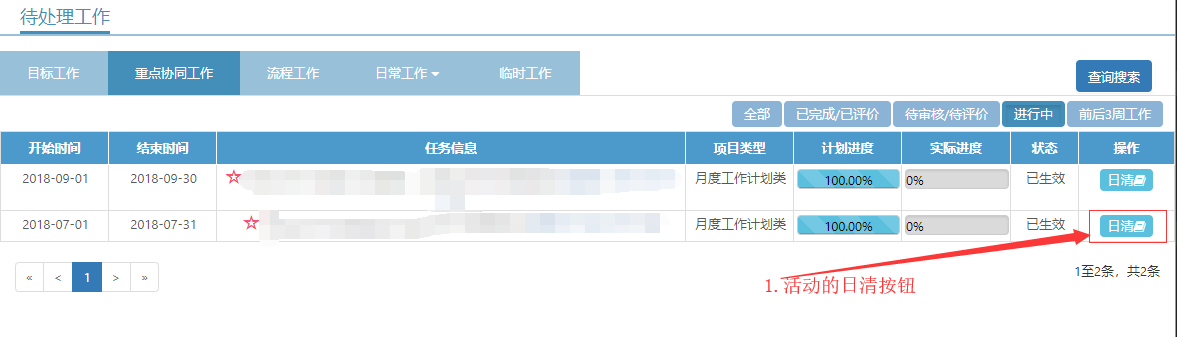 待处理工作
目标工作 重点协同工作 流程工作 日常工作 临时工作
查询搜索
全部 已完成/已评价 待审核/待评价 进行中 前后3周工作
开始时间 结束时间 任务信息 项目类型 计划进度 实际进度 状态 操作
2018-09-01 2018-09-30 月度工作计划类 100.00% 0% 已生效 日清
2018-07-01 2018-07-31 月度工作计划类 100.00% 0% 已生效 日清
« < 1 > »
1至2条，共2条
1. 活动的日清按钮